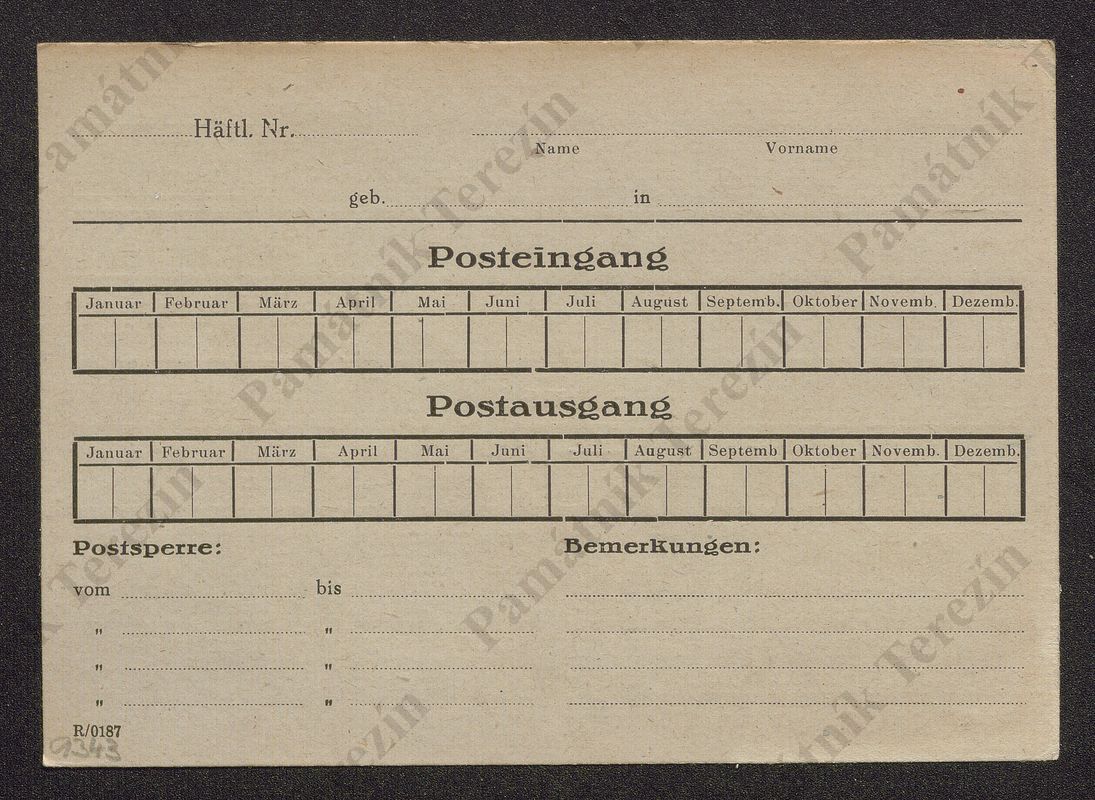 Häftl. Nr.
Name Vorname
geb. in
Posteingang
Januar Februar März April Mai Juni Juli August Septemb. Oktober Novemb. Dezemb.
Postausgang
Januar Februar März April Mai Juni Juli August Septemb Oktober Novemb. Dezemb.
Postsperre: Bemerkungen:
vom bis
" "
" "
" "
R/0187
9343
Památník Terezín